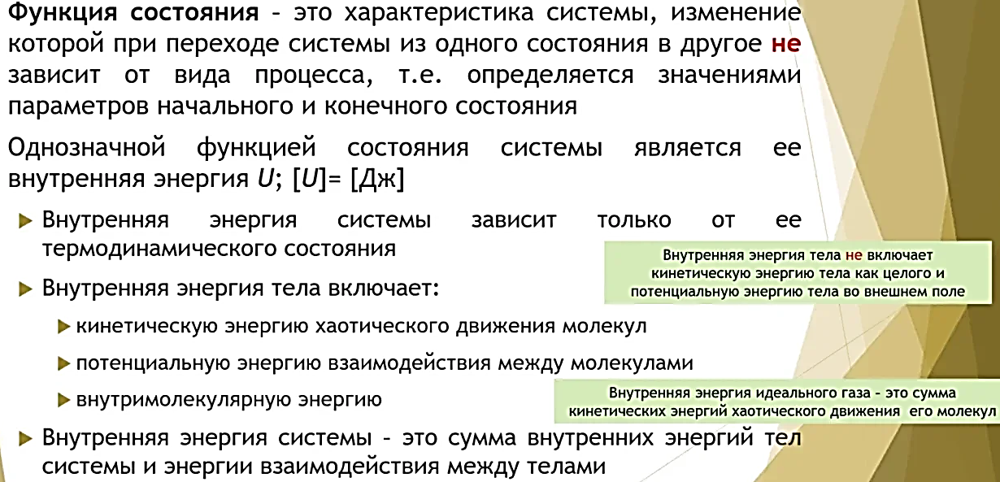 Функция состояния – это характеристика системы, изменение
которой при переходе системы из одного состояния в другое не
зависит от вида процесса, т.е. определяется значениями
параметров начального и конечного состояния
Однозначной функцией состояния системы является ее
внутренняя энергия U; [U]= [Дж]
Внутренняя энергия системы зависит только от ее
термодинамического состояния
Внутренняя энергия тела не включает
кинетическую энергию тела как целого и
потенциальную энергию тела во внешнем поле
Внутренняя энергия тела включает:
кинетическую энергию хаотического движения молекул
потенциальную энергию взаимодействия между молекулами
внутримолекулярную энергию
Внутренняя энергия идеального газа – это сумма
кинетических энергий хаотического движения его молекул
Внутренняя энергия системы – это сумма внутренних энергий тел
системы и энергии взаимодействия между телами